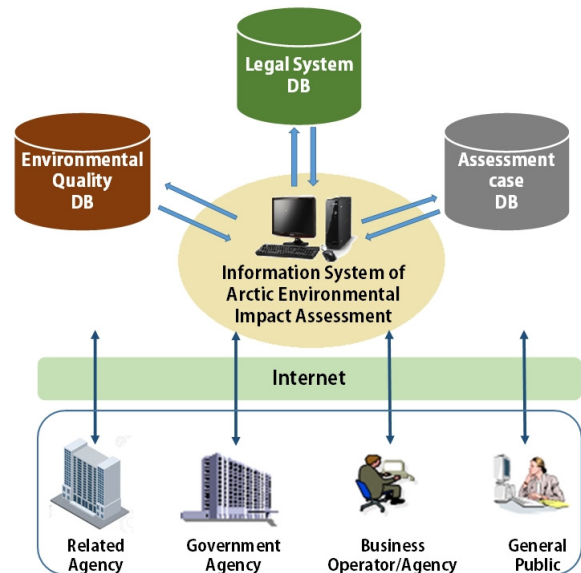 Legal System
DB
Environmental
Quality
DB
Assessment
case
DB
Information System of
Arctic Environmental
Impact Assessment
Internet
Related
Agency
Government
Agency
Business
Operator/Agency
General
Public